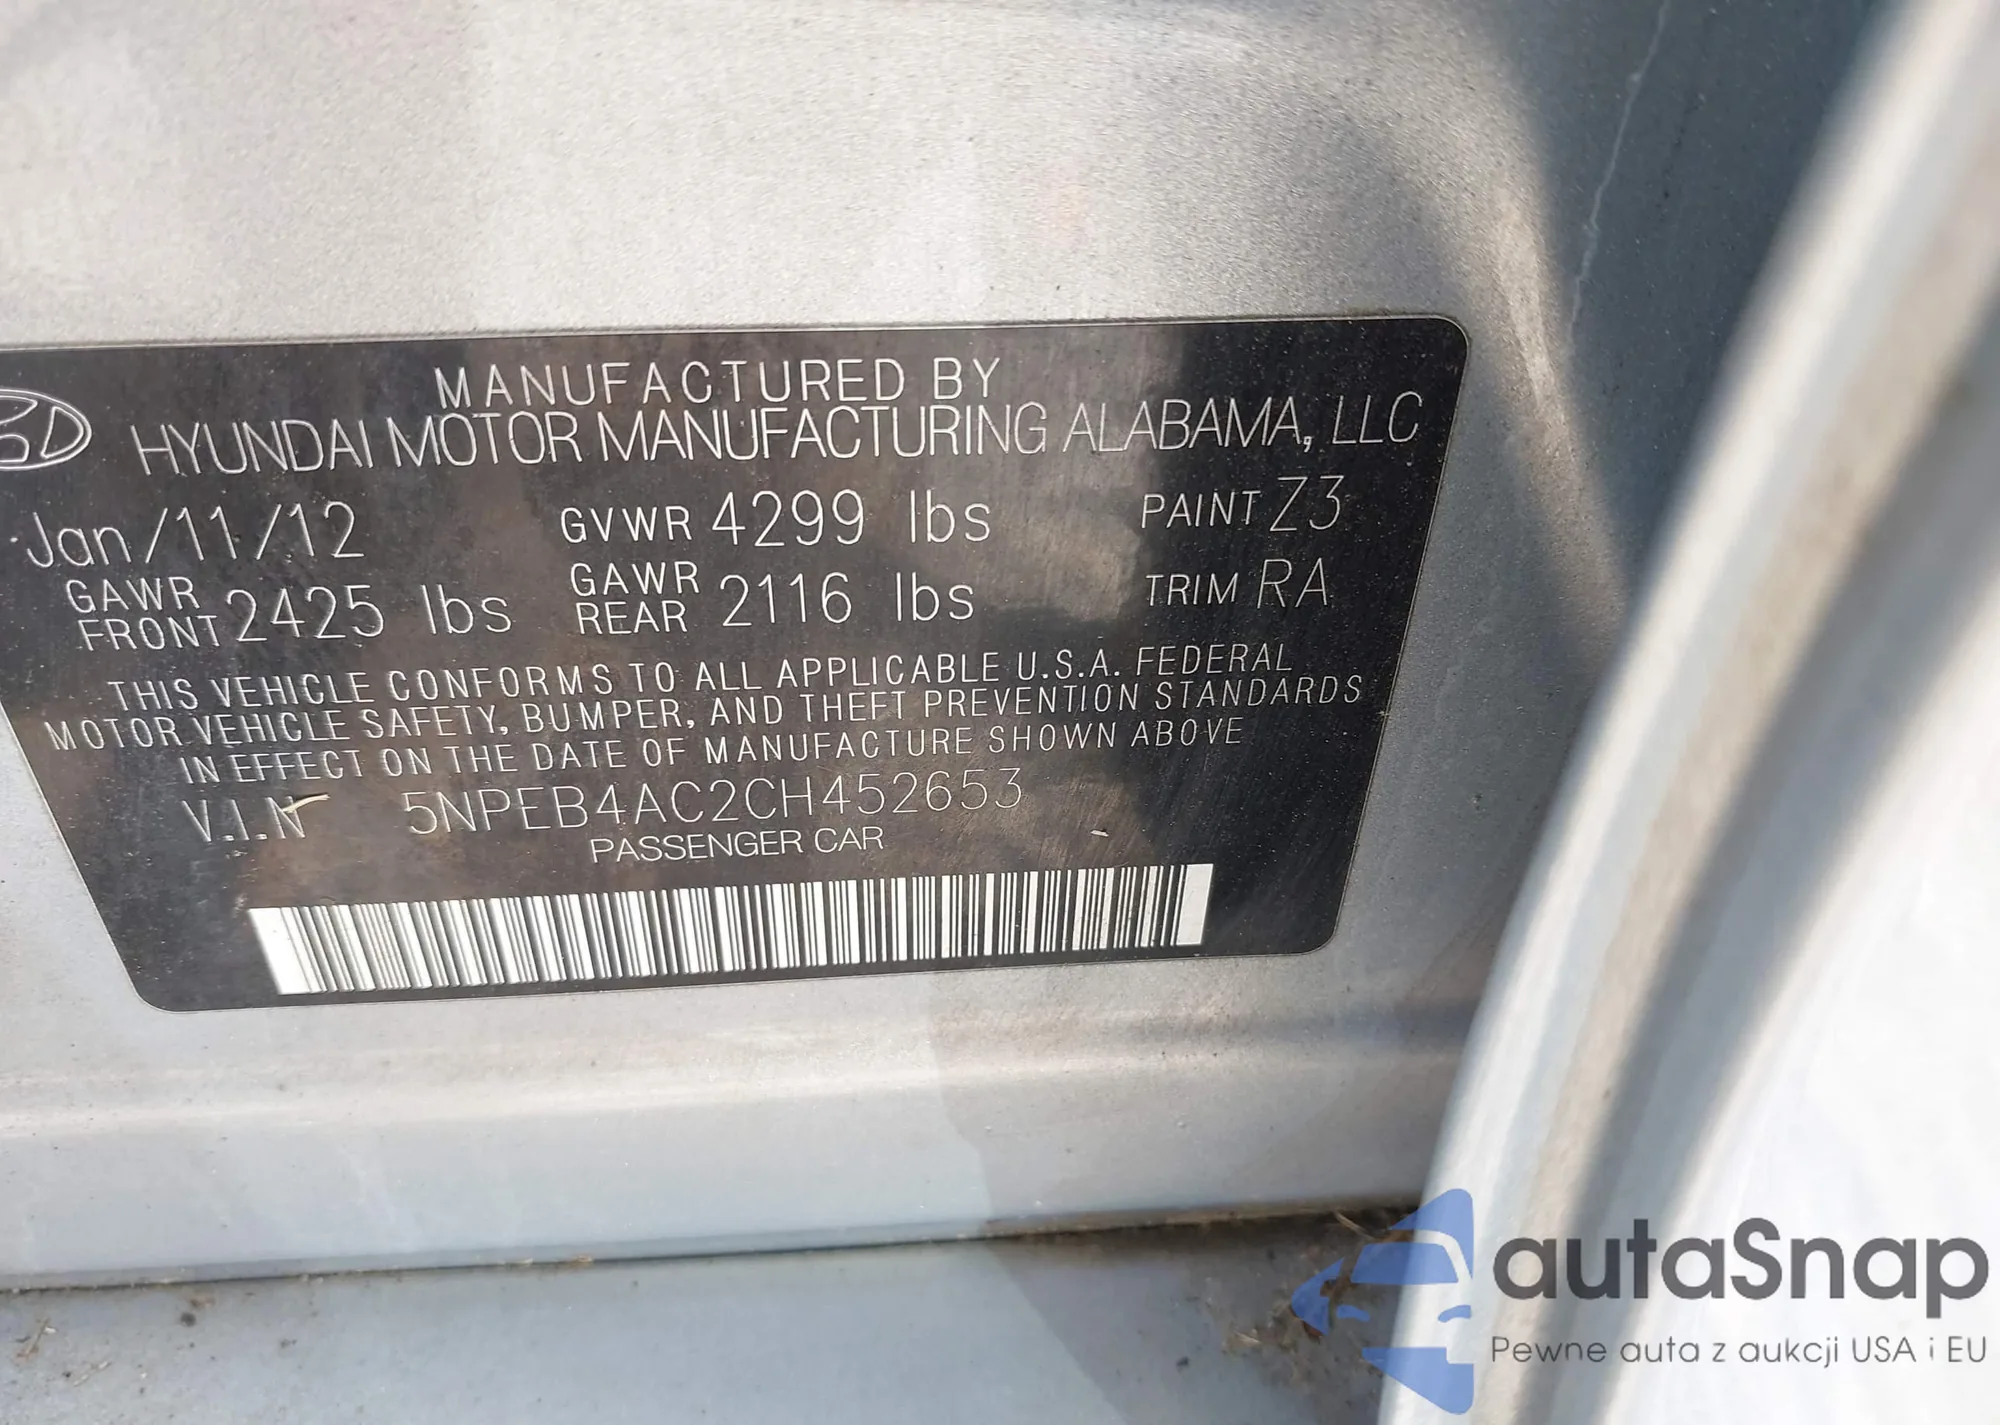 MANUFACTURED BY
HYUNDAI MOTOR MANUFACTURING ALABAMA, LLC
Jan/11/12 GVWR 4299 lbs PAINT Z3
GAWR FRONT 2425 lbs GAWR REAR 2116 lbs TRIM RA
THIS VEHICLE CONFORMS TO ALL APPLICABLE U.S.A. FEDERAL
MOTOR VEHICLE SAFETY, BUMPER, AND THEFT PREVENTION STANDARDS
IN EFFECT ON THE DATE OF MANUFACTURE SHOWN ABOVE
V.I.N 5NPEB4AC2CH452653
PASSENGER CAR
autaSnap
Pewne auta z aukcji USA i EU